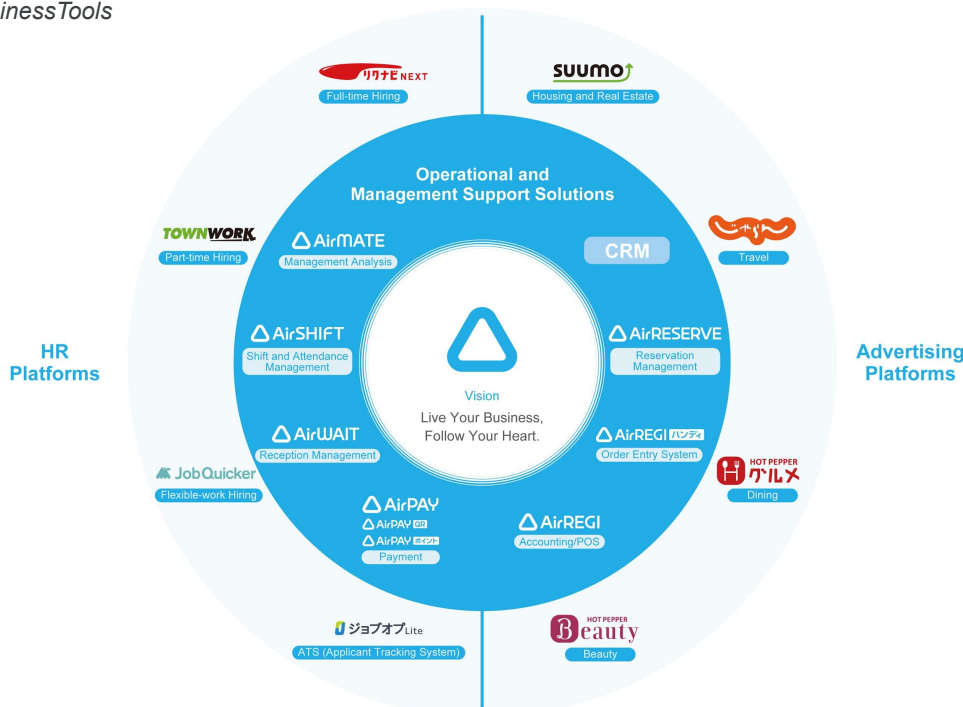 inessTools
リクナビNEXT
Full-time Hiring
SUUMO
Housing and Real Estate
Operational and
Management Support Solutions
TOWNWORK
Part-time Hiring
AirMATE
Management Analysis
CRM
じゃらん
Travel
HR
Platforms
AirSHIFT
Shift and Attendance
Management
Vision
Live Your Business,
Follow Your Heart.
AirRESERVE
Reservation
Management
Advertising
Platforms
AirWAIT
Reception Management
AirREGI ハンディ
Order Entry System
JobQuicker
Flexible-work Hiring
HOT PEPPER
グルメ
Dining
AirPAY
AirPAY QR
AirPAY ポイント
Payment
AirREGI
Accounting/POS
ジョブオプLite
ATS (Applicant Tracking System)
HOT PEPPER
Beauty
Beauty